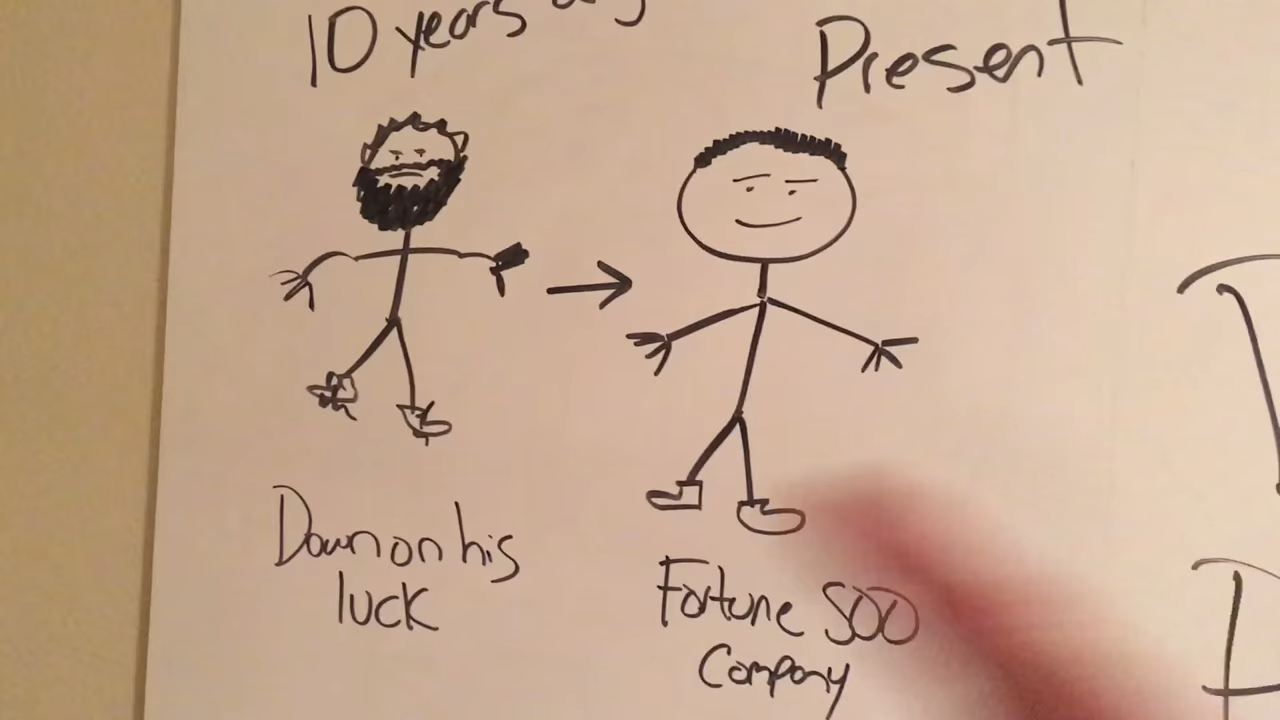 10 years
Present
Down on his
luck
Fortune 500
Company